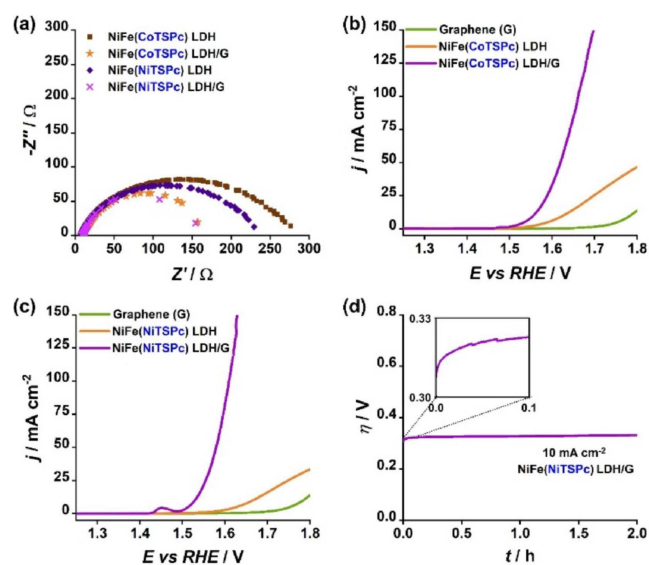 (a)
NiFe(CoTSPc) LDH
NiFe(CoTSPc) LDH/G
NiFe(NiTSPc) LDH
NiFe(NiTSPc) LDH/G
300
250
200
150
100
50
0
-Z''/ Ω
0 50 100 150 200 250 300
Z'/ Ω
(b)
Graphene (G)
NiFe(CoTSPc) LDH
NiFe(CoTSPc) LDH/G
150
125
100
75
50
25
0
j / mA cm-2
1.3 1.4 1.5 1.6 1.7 1.8
E vs RHE / V
(c)
Graphene (G)
NiFe(NiTSPc) LDH
NiFe(NiTSPc) LDH/G
150
125
100
75
50
25
0
j / mA cm-2
1.3 1.4 1.5 1.6 1.7 1.8
E vs RHE / V
(d)
0.8
0.6
0.4
0.2
0.0
η / V
0.33
0.30
0.0 0.1
10 mA cm-2
NiFe(NiTSPc) LDH/G
0.0 0.5 1.0 1.5 2.0
t / h